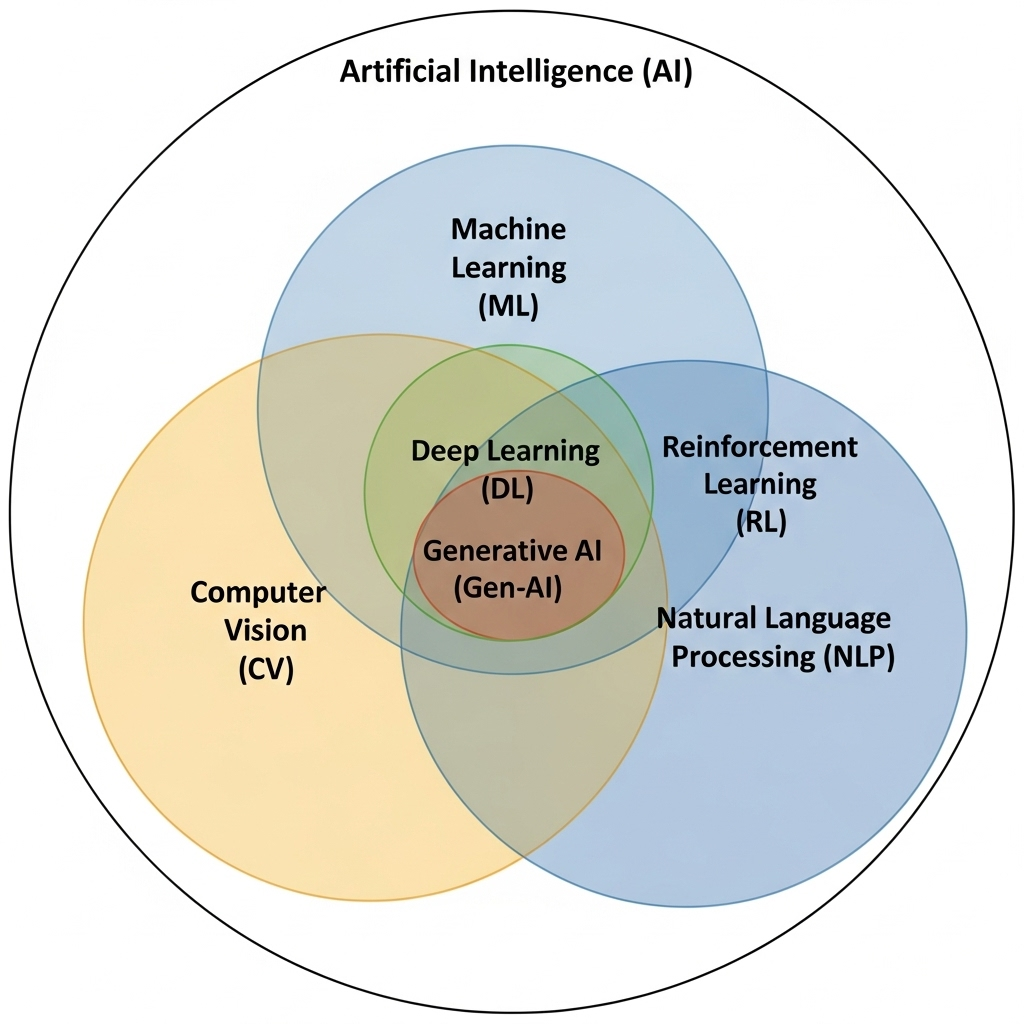 Artificial Intelligence (AI)
Machine
Learning
(ML)
Deep Learning
(DL)
Reinforcement
Learning
(RL)
Generative AI
(Gen-AI)
Computer
Vision
(CV)
Natural Language
Processing (NLP)